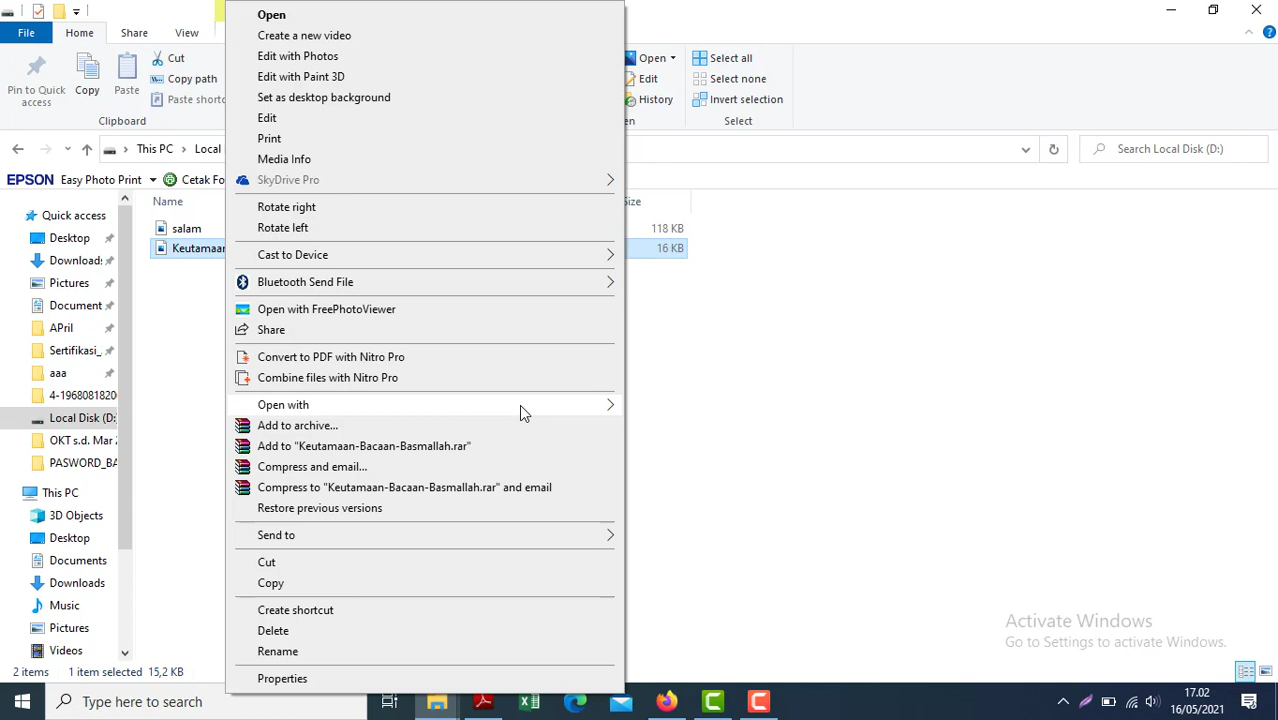 File
Home
Share
View
Pin to Quick access
Copy
Paste
Cut
Copy path
Paste
Clipboard
Open
Edit
History
Select all
Select none
Invert selection
Select
This PC
Local
Search Local Disk (D:)
EPSON
Easy Photo Print
Cetak Fo
Name
Size
salam
118 KB
Keutamaan
16 KB
Quick access
Desktop
Downloads
Pictures
Document
APril
Sertifikasi_
aaa
4-1968081820
Local Disk (D:)
OKT s.d. Mar 2
PASWORD_BA
This PC
3D Objects
Desktop
Documents
Downloads
Music
Pictures
Videos
Open
Create a new video
Edit with Photos
Edit with Paint 3D
Set as desktop background
Edit
Print
Media Info
SkyDrive Pro
Rotate right
Rotate left
Cast to Device
Bluetooth Send File
Open with FreePhotoViewer
Share
Convert to PDF with Nitro Pro
Combine files with Nitro Pro
Open with
Add to archive...
Add to "Keutamaan-Bacaan-Basmallah.rar"
Compress and email...
Compress to "Keutamaan-Bacaan-Basmallah.rar" and email
Restore previous versions
Send to
Cut
Copy
Create shortcut
Delete
Rename
Properties
Activate Windows
Go to Settings to activate Windows.
2 items
1 item selected
15,2 KB
Type here to search
17.02
16/05/2021